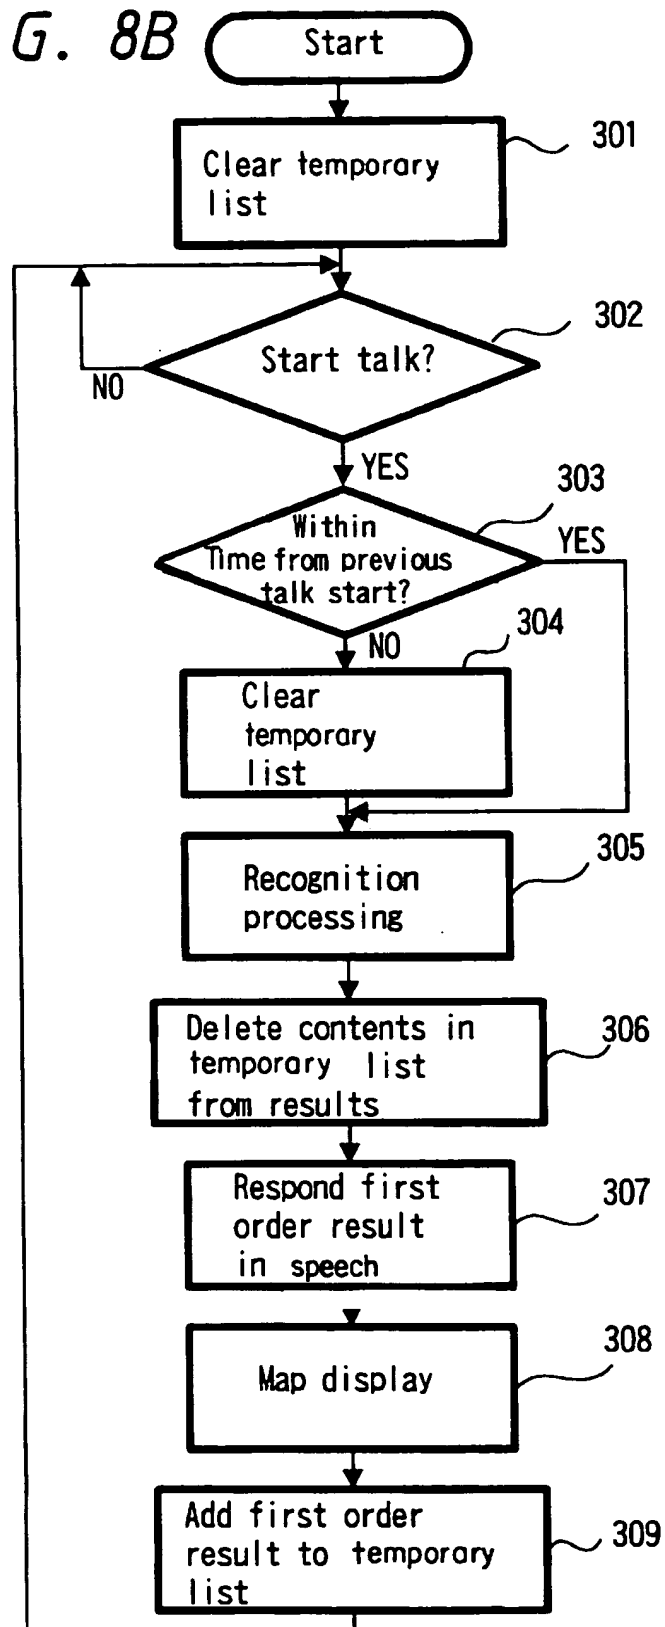 G. 8B
Start
301
Clear temporary
list
302
Start talk?
NO
YES
303
Within
Time from previous
talk start?
YES
NO
304
Clear
temporary
list
305
Recognition
processing
306
Delete contents in
temporary list
from results
307
Respond first
order result
in speech
308
Map display
309
Add first order
result to temporary
list